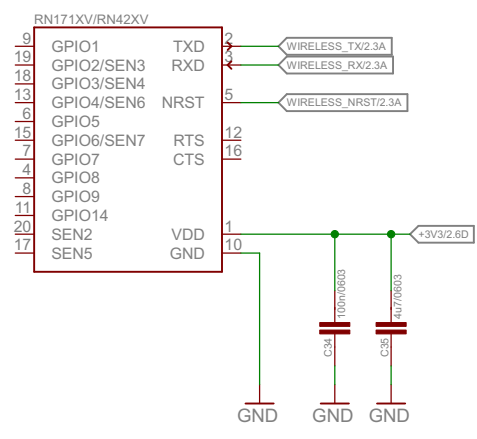 RN171XV/RN42XV
9 GPIO1 TXD 2 WIRELESS_TX/2.3A
19 GPIO2/SEN3 RXD 3 WIRELESS_RX/2.3A
18 GPIO3/SEN4
13 GPIO4/SEN6 NRST 5 WIRELESS_NRST/2.3A
6 GPIO5
15 GPIO6/SEN7 RTS 12
7 GPIO7 CTS 16
4 GPIO8
8 GPIO9
11 GPIO14
20 SEN2 VDD 1 +3V3/2.6D
17 SEN5 GND 10
100n/0603
4u7/0603
C34
C35
GND GND GND